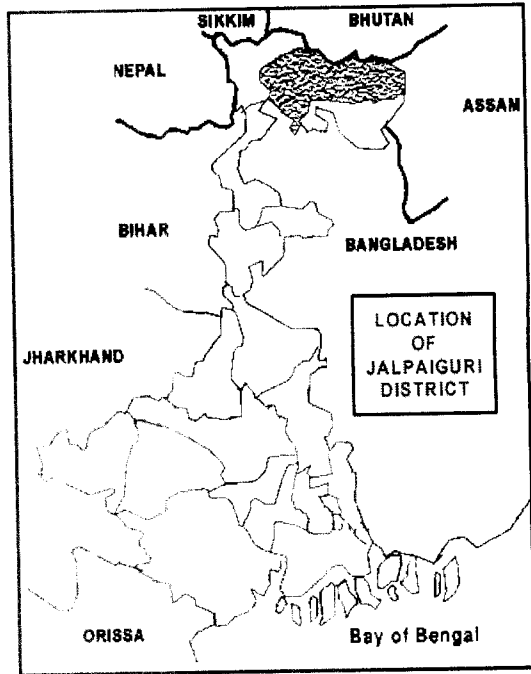 SIKKIM
BHUTAN
NEPAL
ASSAM
BIHAR
BANGLADESH
LOCATION
OF
JALPAIGURI
DISTRICT
JHARKHAND
ORISSA
Bay of Bengal